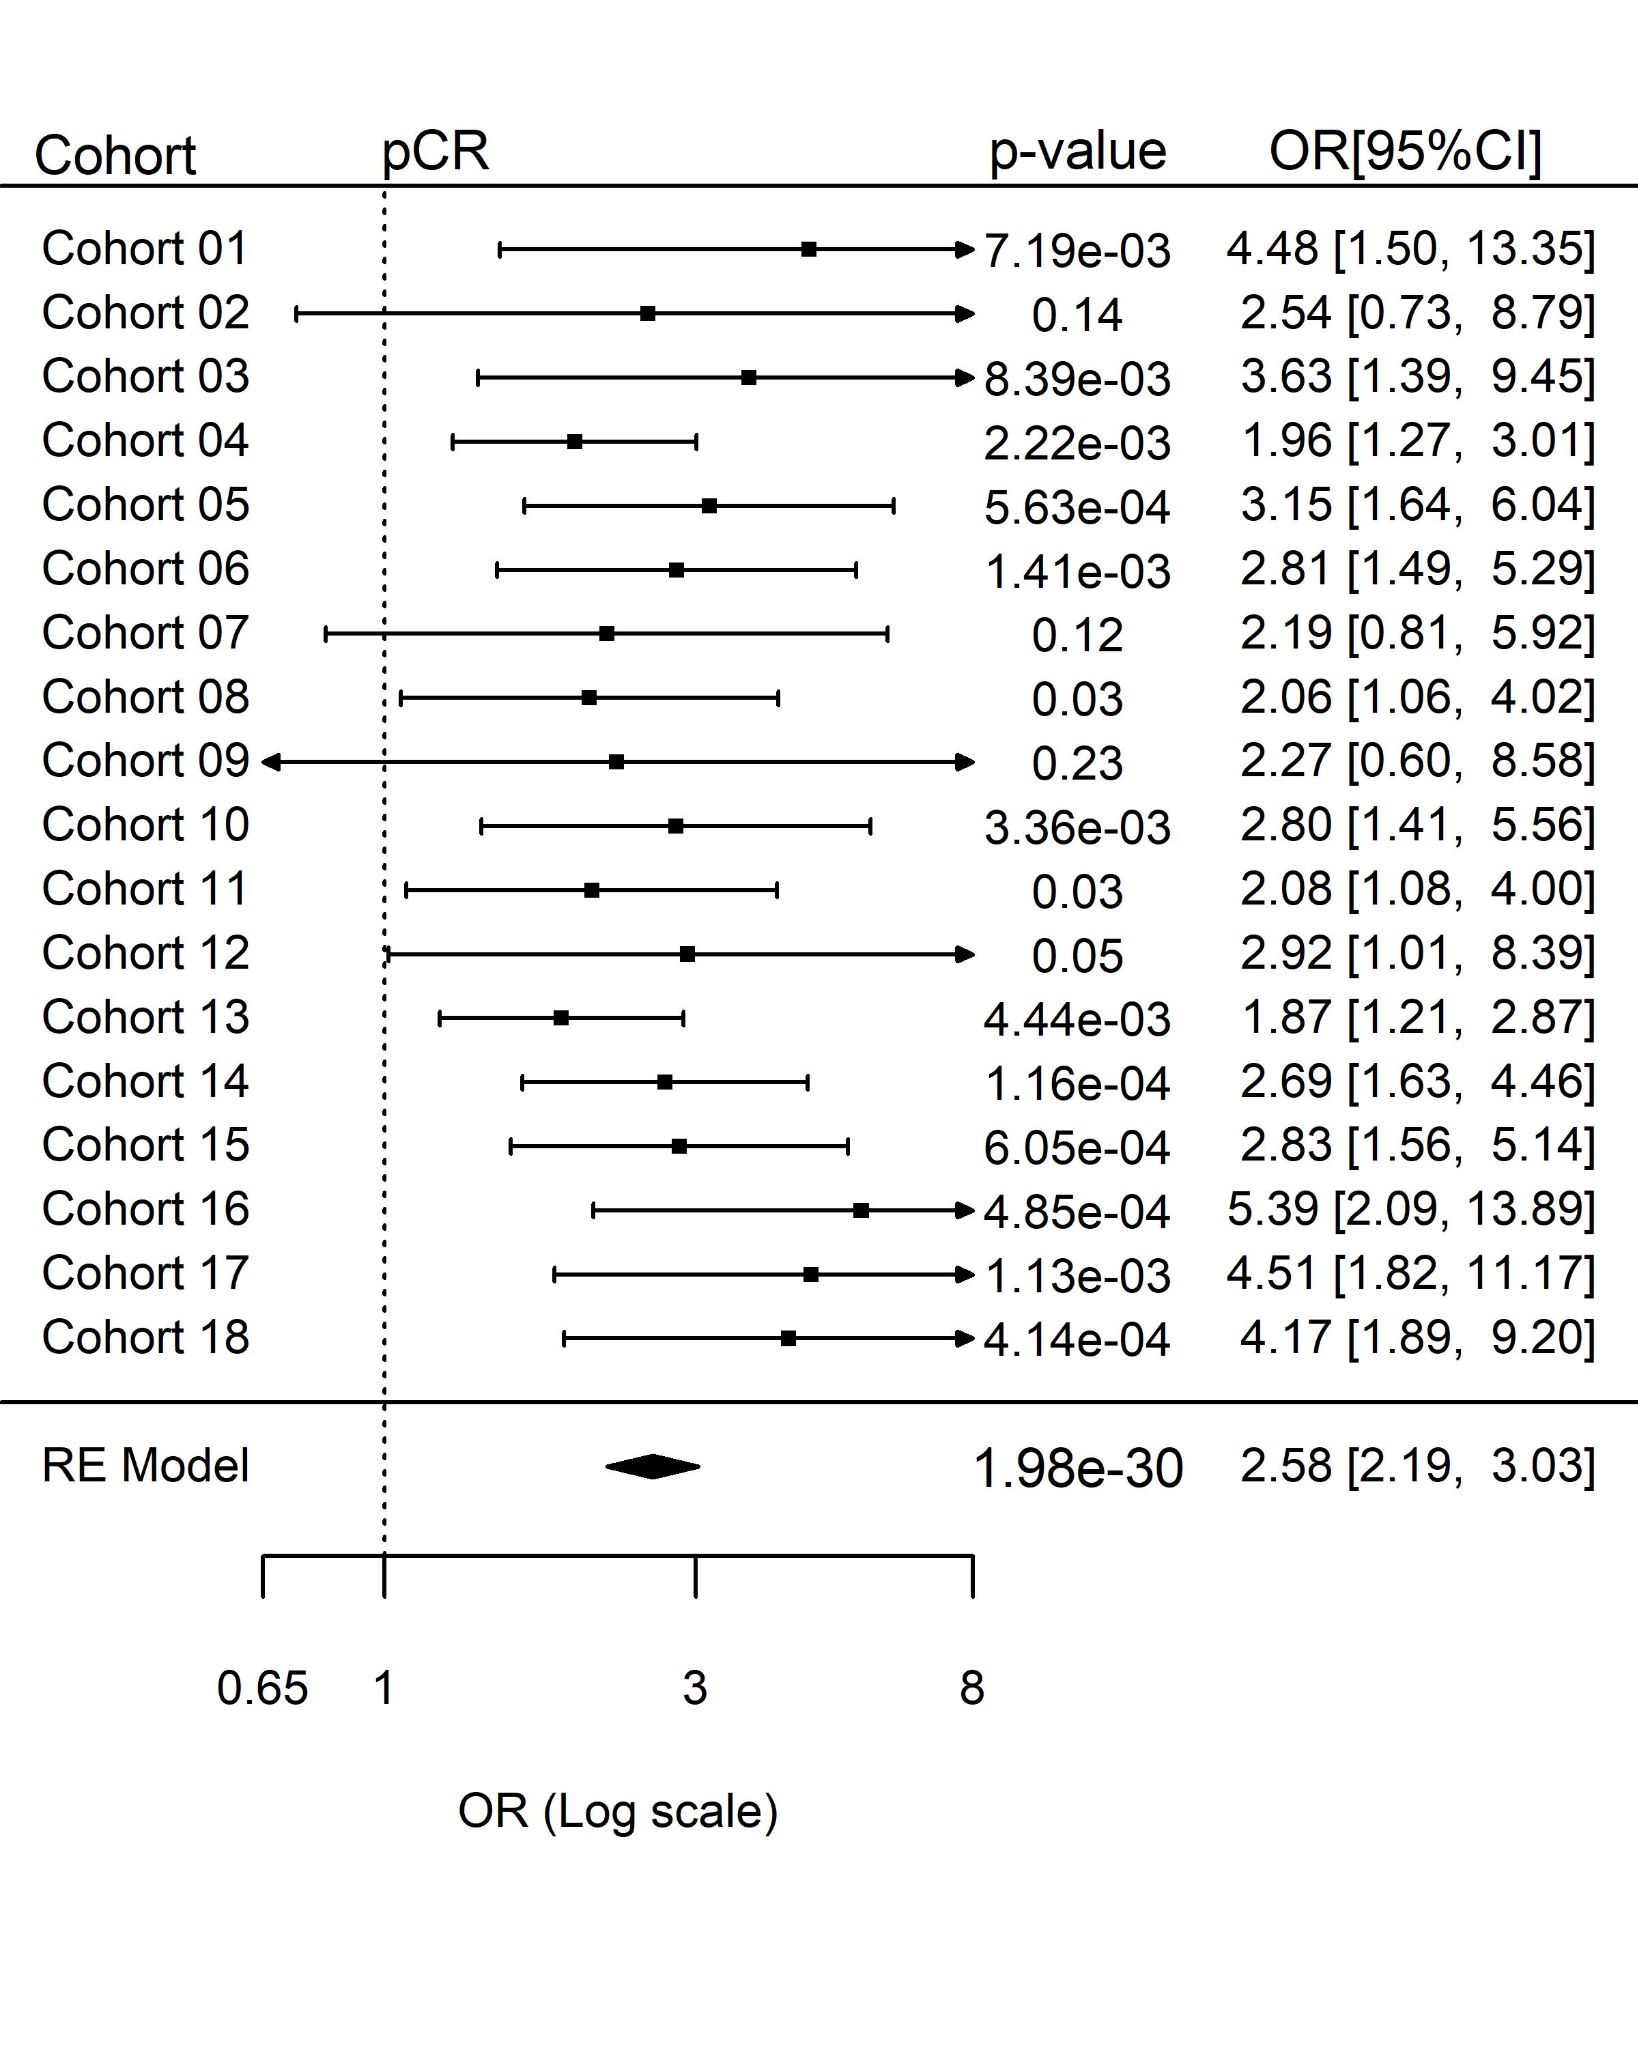 Cohort pCR p-value OR[95%CI]
Cohort 01 7.19e-03 4.48 [1.50, 13.35]
Cohort 02 0.14 2.54 [0.73, 8.79]
Cohort 03 8.39e-03 3.63 [1.39, 9.45]
Cohort 04 2.22e-03 1.96 [1.27, 3.01]
Cohort 05 5.63e-04 3.15 [1.64, 6.04]
Cohort 06 1.41e-03 2.81 [1.49, 5.29]
Cohort 07 0.12 2.19 [0.81, 5.92]
Cohort 08 0.03 2.06 [1.06, 4.02]
Cohort 09 0.23 2.27 [0.60, 8.58]
Cohort 10 3.36e-03 2.80 [1.41, 5.56]
Cohort 11 0.03 2.08 [1.08, 4.00]
Cohort 12 0.05 2.92 [1.01, 8.39]
Cohort 13 4.44e-03 1.87 [1.21, 2.87]
Cohort 14 1.16e-04 2.69 [1.63, 4.46]
Cohort 15 6.05e-04 2.83 [1.56, 5.14]
Cohort 16 4.85e-04 5.39 [2.09, 13.89]
Cohort 17 1.13e-03 4.51 [1.82, 11.17]
Cohort 18 4.14e-04 4.17 [1.89, 9.20]
RE Model 1.98e-30 2.58 [2.19, 3.03]
0.65 1 3 8
OR (Log scale)